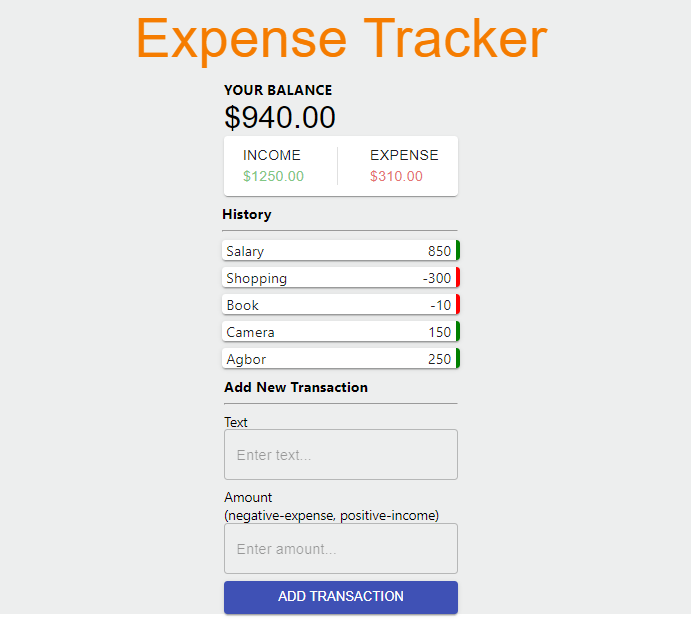 Expense Tracker
YOUR BALANCE
$940.00
INCOME EXPENSE
$1250.00 $310.00
History
Salary 850
Shopping -300
Book -10
Camera 150
Agbor 250
Add New Transaction
Text
Enter text...
Amount
(negative-expense, positive-income)
Enter amount...
ADD TRANSACTION